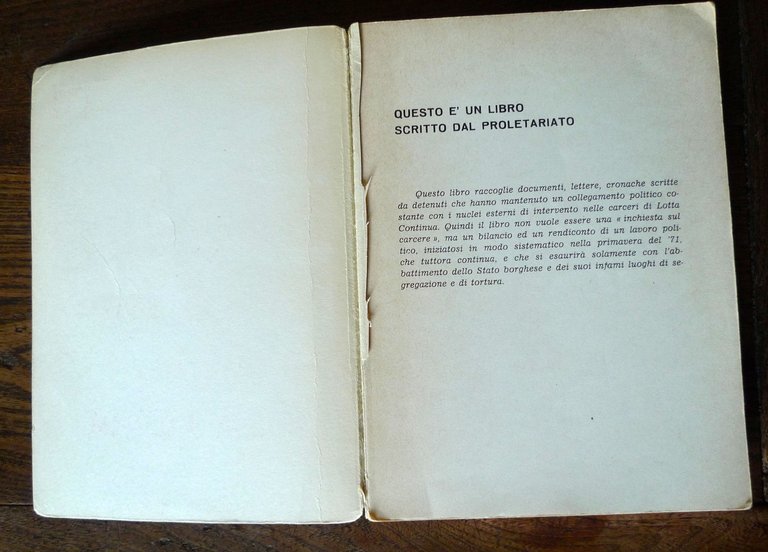 QUESTO E' UN LIBRO
SCRITTO DAL PROLETARIATO
Questo libro raccoglie documenti, lettere, cronache scritte
da detenuti che hanno mantenuto un collegamento politico co-
stante con i nuclei esterni di intervento nelle carceri di Lotta
Continua. Quindi il libro non vuole essere una « inchiesta sul
carcere », ma un bilancio ed un rendiconto di un lavoro poli-
tico, iniziatosi in modo sistematico nella primavera del '71,
che tuttora continua, e che si esaurirà solamente con l'ab-
battimento dello Stato borghese e dei suoi infami luoghi di se-
gregazione e di tortura.